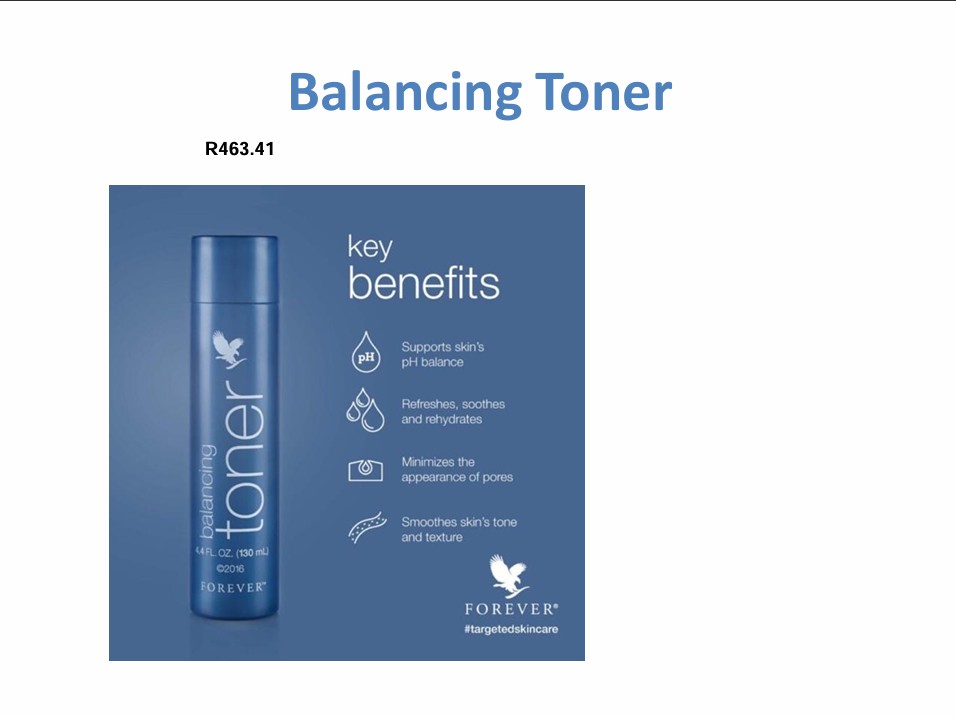 Balancing Toner
R463.41
key
benefits
pH
Supports skin's
pH balance
Refreshes, soothes
and rehydrates
Minimizes the
appearance of pores
Smoothes skin's tone
and texture
balancing
toner
4.4 FL. OZ. (130 mL)
©2016
FOREVER™
FOREVER®
#targetedskincare